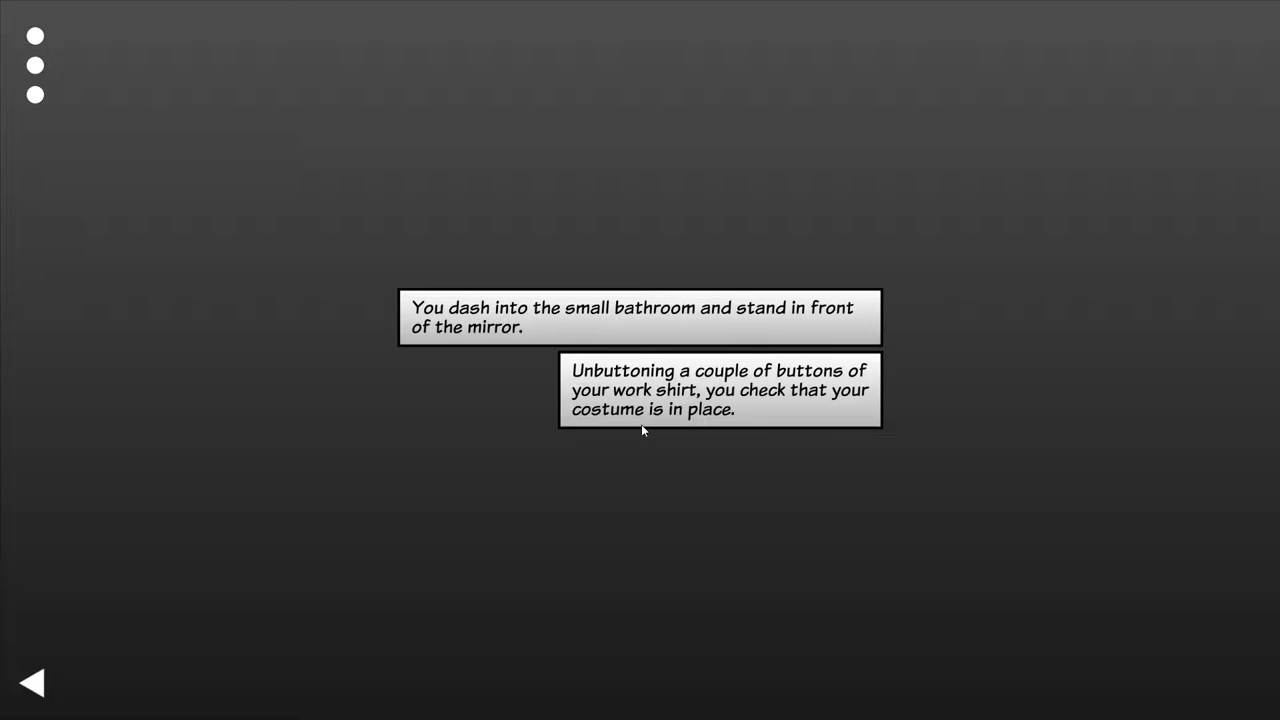 You dash into the small bathroom and stand in front
of the mirror.
Unbuttoning a couple of buttons of
your work shirt, you check that your
costume is in place.